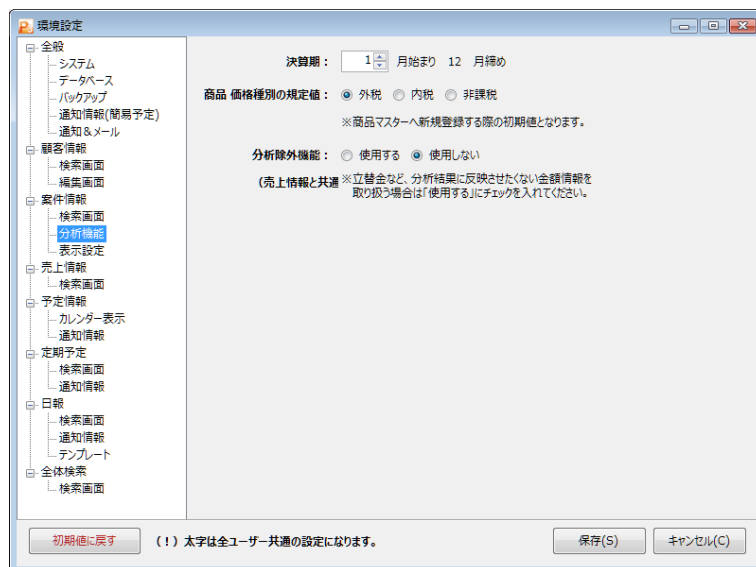 環境設定
全般
システム
データベース
バックアップ
通知情報(簡易予定)
通知＆メール
顧客情報
検索画面
編集画面
案件情報
検索画面
分析機能
表示設定
売上情報
検索画面
予定情報
カレンダー表示
通知情報
定期予定
検索画面
通知情報
日報
検索画面
通知情報
テンプレート
全体検索
検索画面
決算期： 1 月始まり 12 月締め
商品 価格種別の規定値： 外税 内税 非課税
※商品マスターへ新規登録する際の初期値となります。
分析除外機能： 使用する 使用しない
(売上情報と共通 ※立替金など、分析結果に反映させたくない金額情報を
取り扱う場合は「使用する」にチェックを入れてください。
初期値に戻す (！) 太字は全ユーザー共通の設定になります。 保存(S) キャンセル(C)